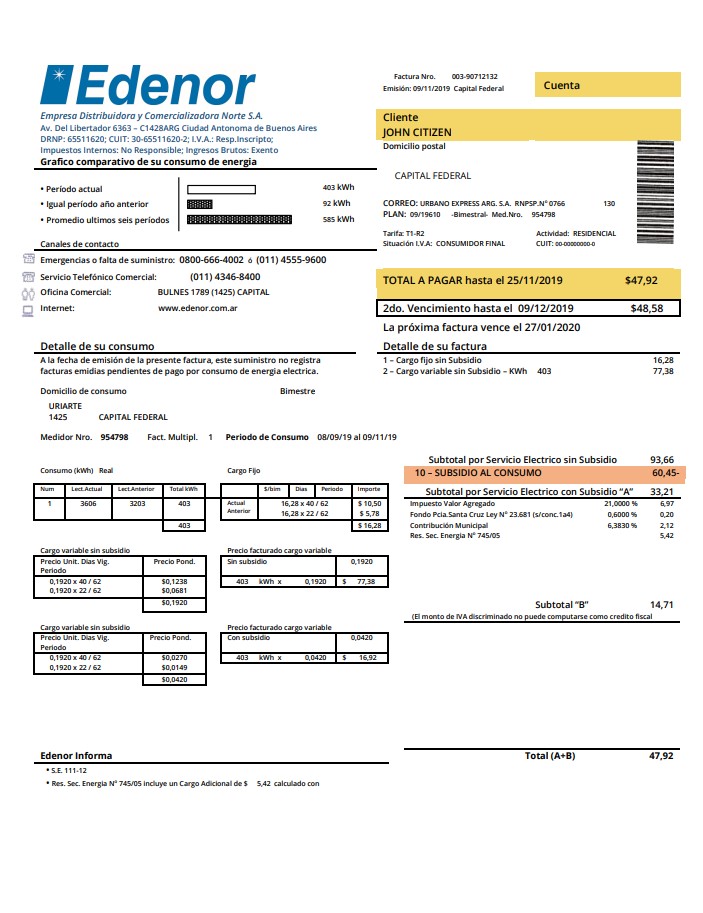 Edenor
Empresa Distribuidora y Comercializadora Norte S.A.
Av. Del Libertador 6363 – C1428ARG Ciudad Antonoma de Buenos Aires
DRNP: 65511620; CUIT: 30-65511620-2; I.V.A.: Resp.Inscripto;
Impuestos Internos: No Responsible; Ingresos Brutos: Exento
Grafico comparativo de su consumo de energia
• Período actual 403 kWh
• Igual período año anterior 92 kWh
• Promedio ultimos seis períodos 585 kWh
Canales de contacto
Emergencias o falta de suministro: 0800-666-4002 ó (011) 4555-9600
Servicio Telefónico Comercial: (011) 4346-8400
Oficina Comercial: BULNES 1789 (1425) CAPITAL
Internet: www.edenor.com.ar
Factura Nro. 003-90712132
Emisión: 09/11/2019 Capital Federal
Cuenta
Cliente
JOHN CITIZEN
Domicilio postal
CAPITAL FEDERAL
CORREO: URBANO EXPRESS ARG. S.A. RNPSP.N° 0766 130
PLAN: 09/19610 -Bimestral- Med.Nro. 954798
Tarifa: T1-R2 Actividad: RESIDENCIAL
Situación I.V.A: CONSUMIDOR FINAL CUIT: 00-00000000-0
TOTAL A PAGAR hasta el 25/11/2019 $47,92
2do. Vencimiento hasta el 09/12/2019 $48,58
La próxima factura vence el 27/01/2020
Detalle de su consumo
A la fecha de emisión de la presente factura, este suministro no registra
facturas emidias pendientes de pago por consumo de energia electrica.
Domicilio de consumo Bimestre
URIARTE
1425 CAPITAL FEDERAL
Medidor Nro. 954798 Fact. Multipl. 1 Periodo de Consumo 08/09/19 al 09/11/19
Detalle de su factura
1 – Cargo fijo sin Subsidio 16,28
2 – Cargo variable sin Subsidio – KWh 403 77,38
Consumo (kWh) Real
Num Lect.Actual Lect.Anterior Total kWh
1 3606 3203 403
403
Cargo Fijo
$/bim Dias Periodo Importe
Actual 16,28 x 40 / 62 $ 10,50
Anterior 16,28 x 22 / 62 $ 5,78
$ 16,28
Cargo variable sin subsidio
Precio Unit. Dias Vig. Precio Pond.
Periodo
0,1920 x 40 / 62 $0,1238
0,1920 x 22 / 62 $0,0681
$0,1920
Precio facturado cargo variable
Sin subsidio 0,1920
403 kWh x 0,1920 $ 77,38
Cargo variable sin subsidio
Precio Unit. Dias Vig. Precio Pond.
Periodo
0,1920 x 40 / 62 $0,0270
0,1920 x 22 / 62 $0,0149
$0,0420
Precio facturado cargo variable
Con subsidio 0,0420
403 kWh x 0,0420 $ 16,92
Subtotal por Servicio Electrico sin Subsidio 93,66
10 – SUBSIDIO AL CONSUMO 60,45-
Subtotal por Servicio Electrico con Subsidio “A” 33,21
Impuesto Valor Agregado 21,0000 % 6,97
Fondo Pcia.Santa Cruz Ley N° 23.681 (s/conc.1a4) 0,6000 % 0,20
Contribución Municipal 6,3830 % 2,12
Res. Sec. Energia N° 745/05 5,42
Subtotal “B” 14,71
(El monto de IVA discriminado no puede computarse como credito fiscal
Total (A+B) 47,92
Edenor Informa
• S.E. 111-12
• Res. Sec. Energia N° 745/05 incluye un Cargo Adicional de $ 5,42 calculado con